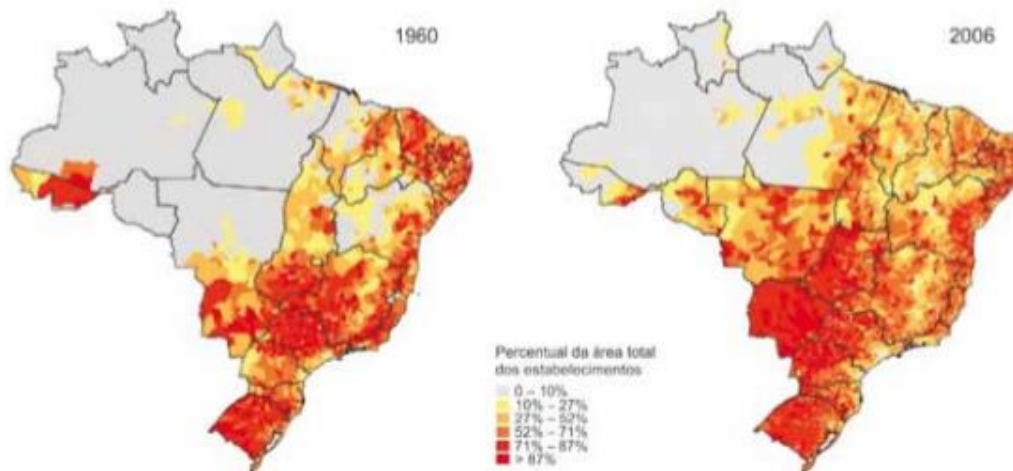 1960
2006
Percentual da área total
dos estabelecimentos
0 – 10%
10% – 27%
27% – 52%
52% – 71%
71% – 87%
> 87%